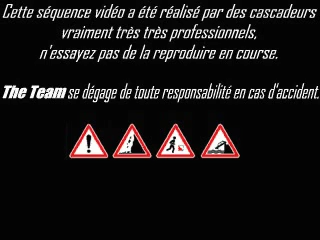 Cette séquence vidéo a été réalisé par des cascadeurs
vraiment très très professionnels,
n'essayez pas de la reproduire en course.
The Team se dégage de toute responsabilité en cas d'accident.